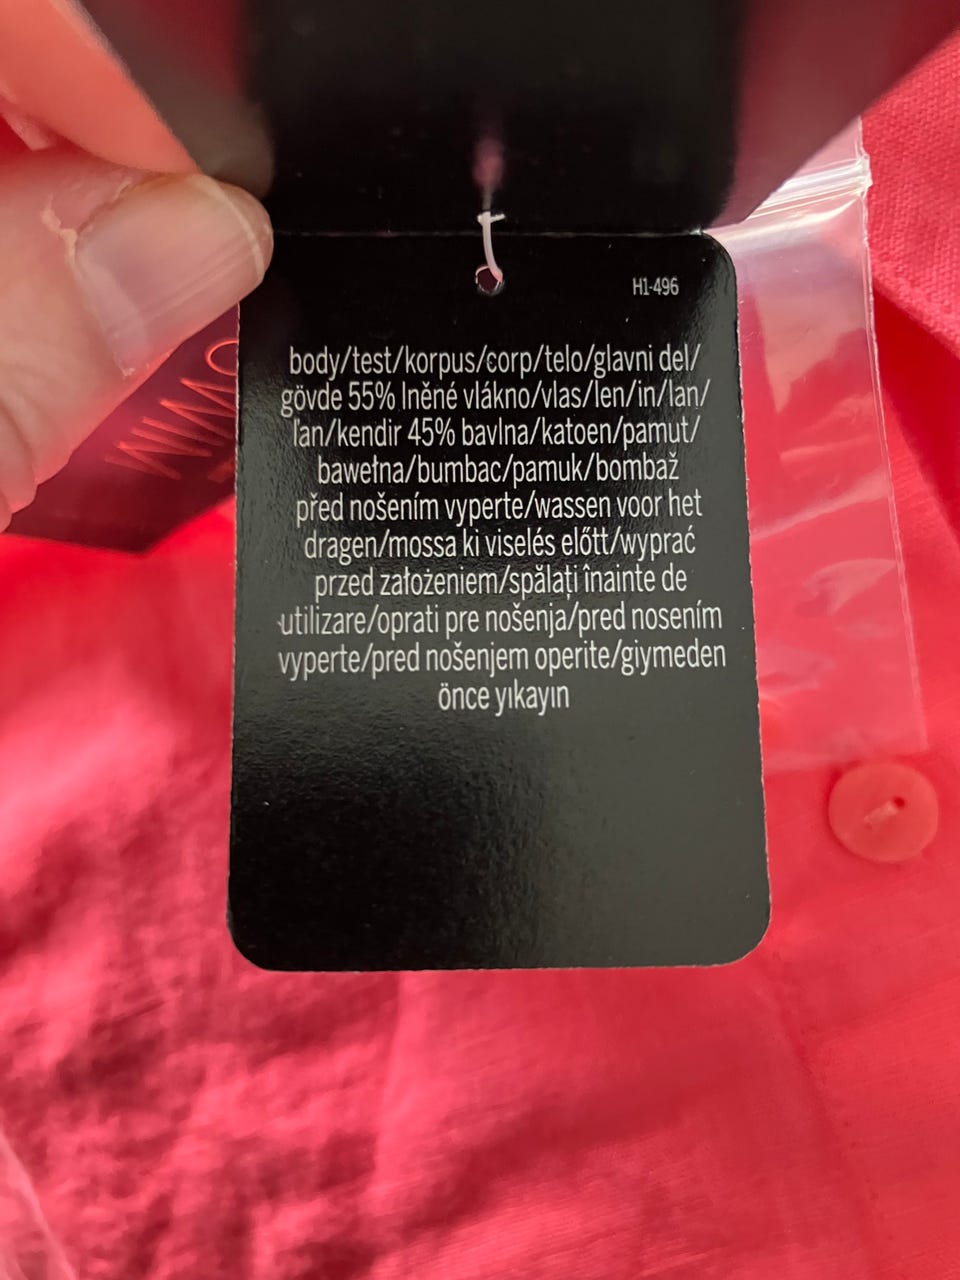 H1-496
body/test/korpus/corp/telo/glavni del/
gövde 55% lněné vlákno/vlas/len/in/lan/
ľan/kendir 45% bavlna/katoen/pamut/
bawełna/bumbac/pamuk/bombaž
před nošením vyperte/wassen voor het
dragen/mossa ki viselés előtt/wyprać
przed założeniem/spălați înainte de
utilizare/oprati pre nošenja/pred nosením
vyperte/pred nošenjem operite/giymeden
önce yıkayın